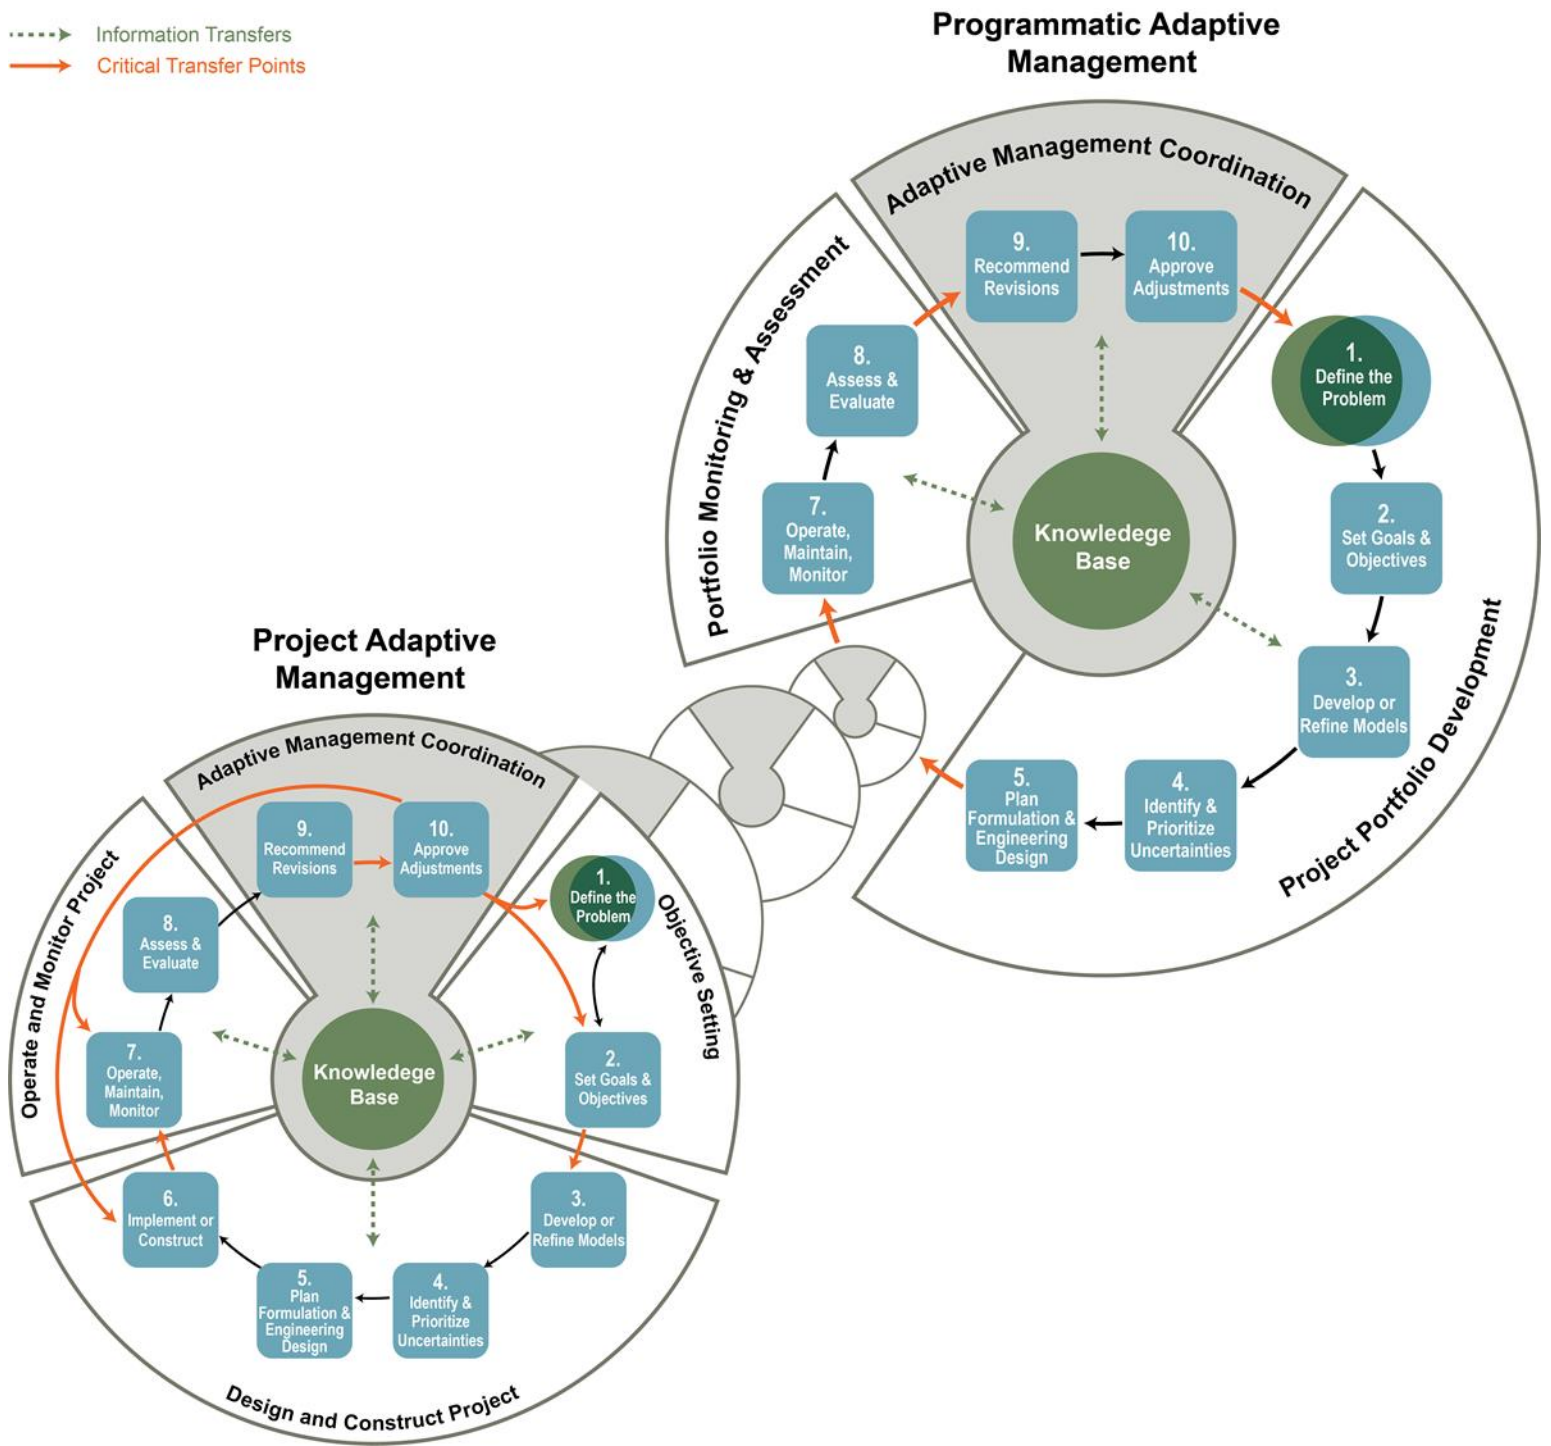 Information Transfers
Critical Transfer Points
Programmatic Adaptive
Management
Adaptive Management Coordination
9.
Recommend
Revisions
10.
Approve
Adjustments
Portfolio Monitoring & Assessment
8.
Assess &
Evaluate
7.
Operate,
Maintain,
Monitor
Knowledege
Base
1.
Define the
Problem
2.
Set Goals &
Objectives
3.
Develop or
Refine Models
4.
Identify &
Prioritize
Uncertainties
5.
Plan
Formulation &
Engineering
Design
Project Portfolio Development
Project Adaptive
Management
Adaptive Management Coordination
9.
Recommend
Revisions
10.
Approve
Adjustments
Operate and Monitor Project
8.
Assess &
Evaluate
7.
Operate,
Maintain,
Monitor
Knowledege
Base
1.
Define the
Problem
Objective Setting
2.
Set Goals &
Objectives
3.
Develop or
Refine Models
4.
Identify &
Prioritize
Uncertainties
5.
Plan
Formulation &
Engineering
Design
6.
Implement or
Construct
Design and Construct Project